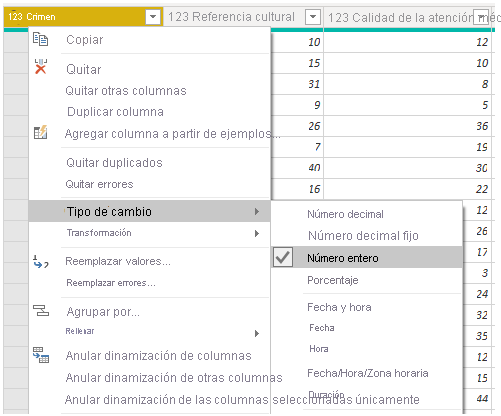 123 Crimen 123 Referencia cultural 123 Calidad de la atención méd
Copiar 10 12
Quitar 15 10
Quitar otras columnas 31 8
Duplicar columna 9 5
Agregar columna a partir de ejemplos... 26 36
7 19
Quitar duplicados 40 30
Quitar errores 16 22
Tipo de cambio 12
Número decimal
Transformación 26
Número decimal fijo
Reemplazar valores... Número entero 17
Reemplazar errores... Porcentaje 3
24
Agrupar por... Fecha y hora 32
Rellenar Fecha 35
Anular dinamización de columnas Hora 12
Anular dinamización de otras columnas Fecha/Hora/Zona horaria 15
Anular dinamización de las columnas seleccionadas únicamente 44
Duración